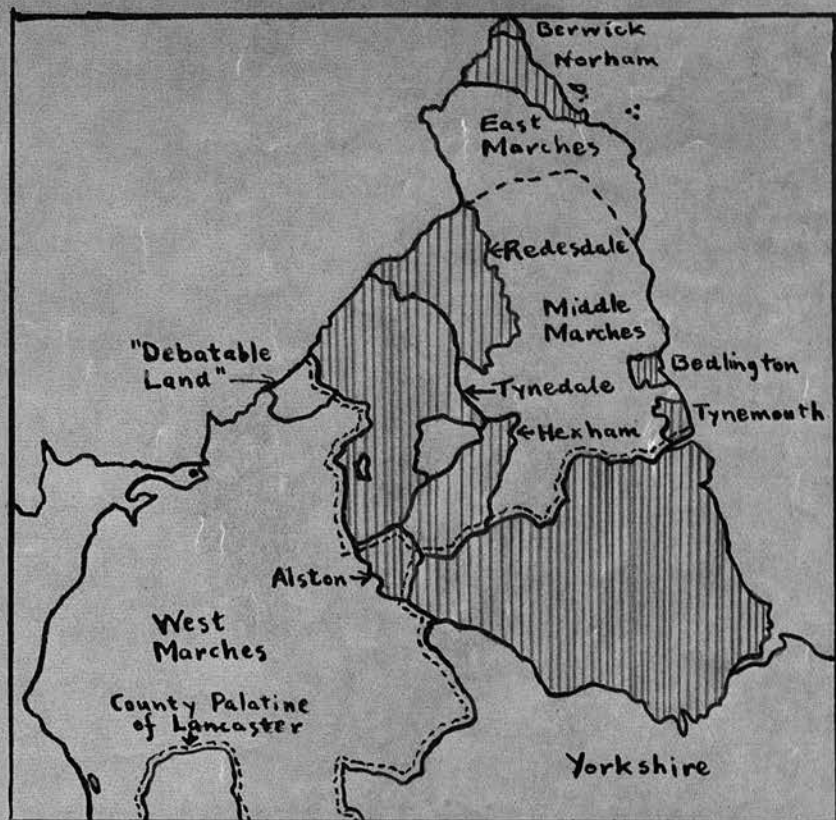 Berwick
Norham
East
Marches
Redesdale
Middle
Marches
"Debatable
Land"
Bedlington
Tynedale
Tynemouth
Hexham
Alston
West
Marches
County Palatine
of Lancaster
Yorkshire